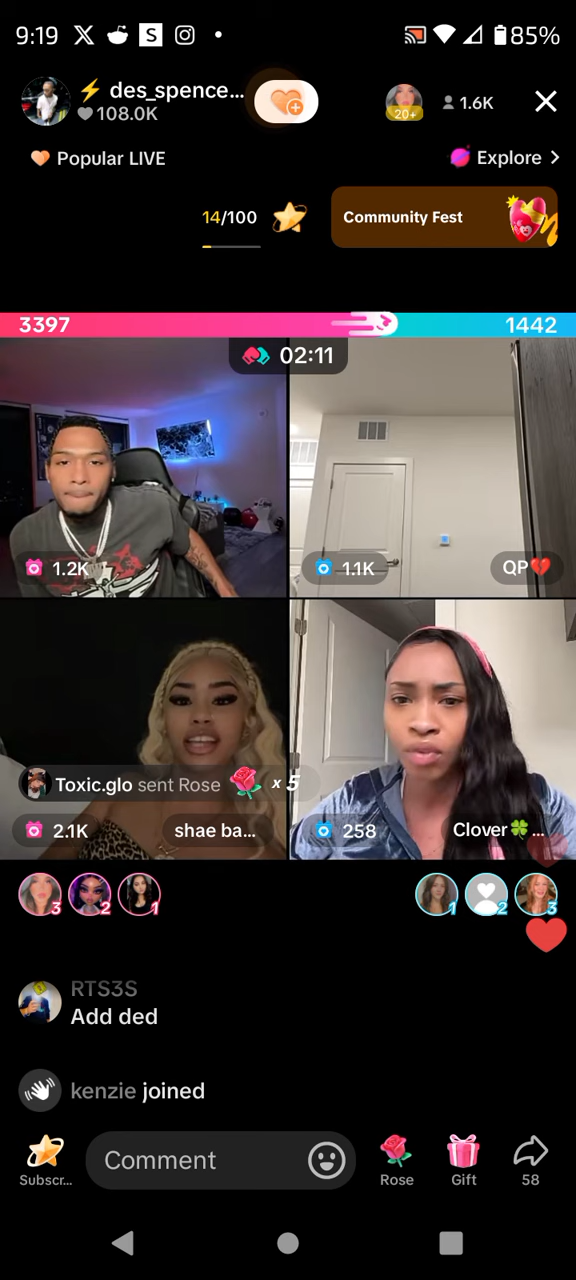 9:19
85%
⚡ des_spence...
108.0K
20+
1.6K
Popular LIVE
Explore >
14/100
Community Fest
3397
1442
02:11
1.2K
1.1K
QP💔
Toxic.glo sent Rose x 5
2.1K
shae ba...
258
Clover🍀...
3
2
1
1
2
3
RTS3S
Add ded
kenzie joined
Subscr...
Comment
Rose
Gift
58